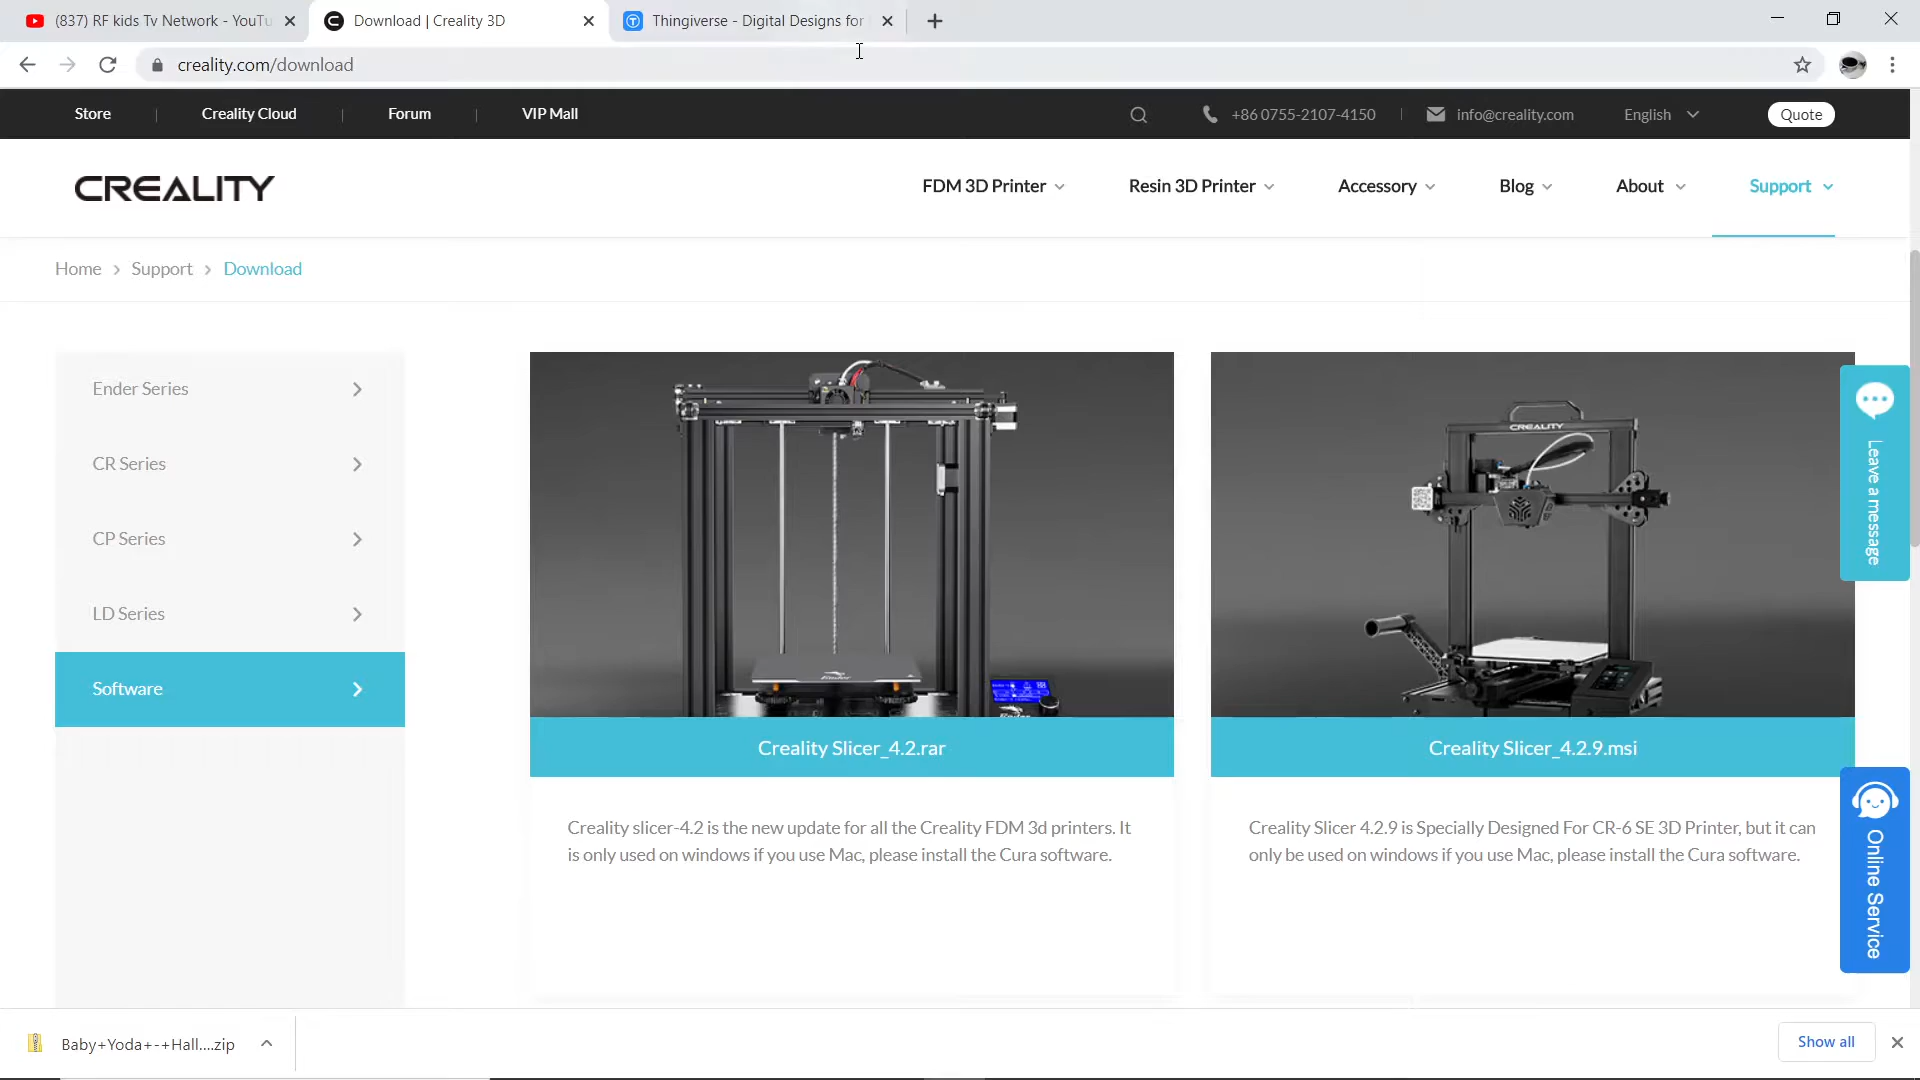 (837) RF kids Tv Network - YouTu
Download | Creality 3D
Thingiverse - Digital Designs for
creality.com/download
Store
Creality Cloud
Forum
VIP Mall
+86 0755-2107-4150
info@creality.com
English
Quote
CREALITY
FDM 3D Printer
Resin 3D Printer
Accessory
Blog
About
Support
Home > Support > Download
Ender Series
CR Series
CP Series
LD Series
Software
CREALITY
Ender
Ender
Creality Slicer_4.2.rar
Creality slicer-4.2 is the new update for all the Creality FDM 3d printers. It
is only used on windows if you use Mac, please install the Cura software.
Creality Slicer_4.2.9.msi
Creality Slicer 4.2.9 is Specially Designed For CR-6 SE 3D Printer, but it can
only be used on windows if you use Mac, please install the Cura software.
Leave a message
Online Service
Baby+Yoda+-+Hall....zip
Show all